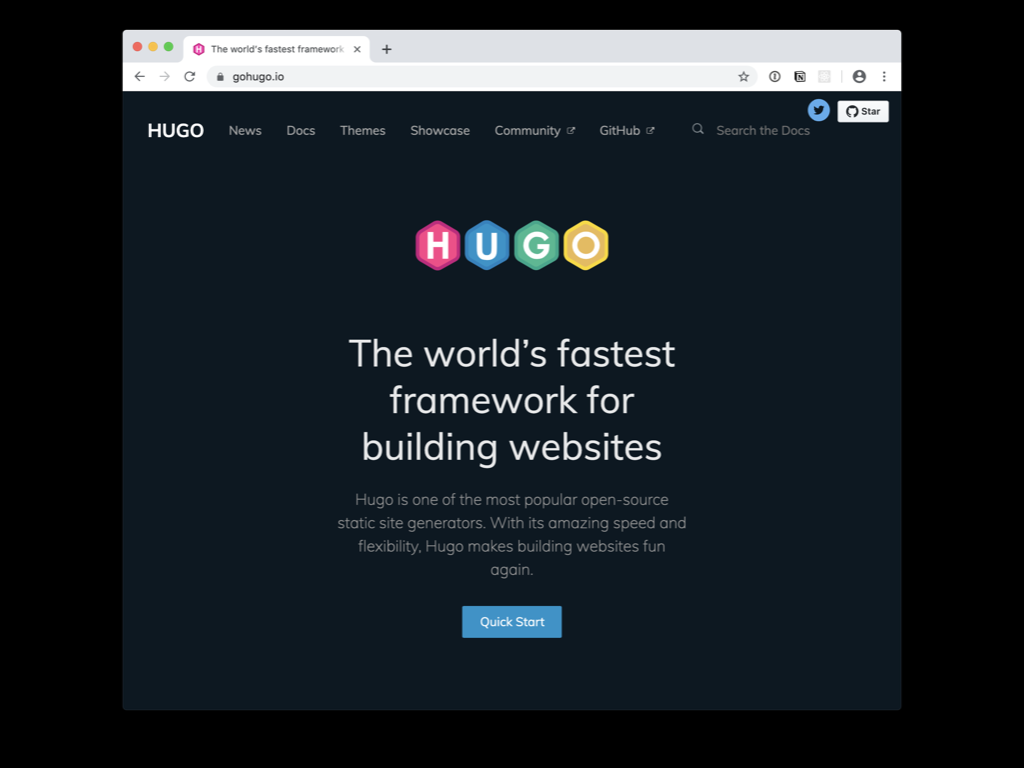 The world's fastest framework
gohugo.io
Star
HUGO News Docs Themes Showcase Community GitHub Search the Docs
HUGO
The world’s fastest
framework for
building websites
Hugo is one of the most popular open-source
static site generators. With its amazing speed and
flexibility, Hugo makes building websites fun
again.
Quick Start